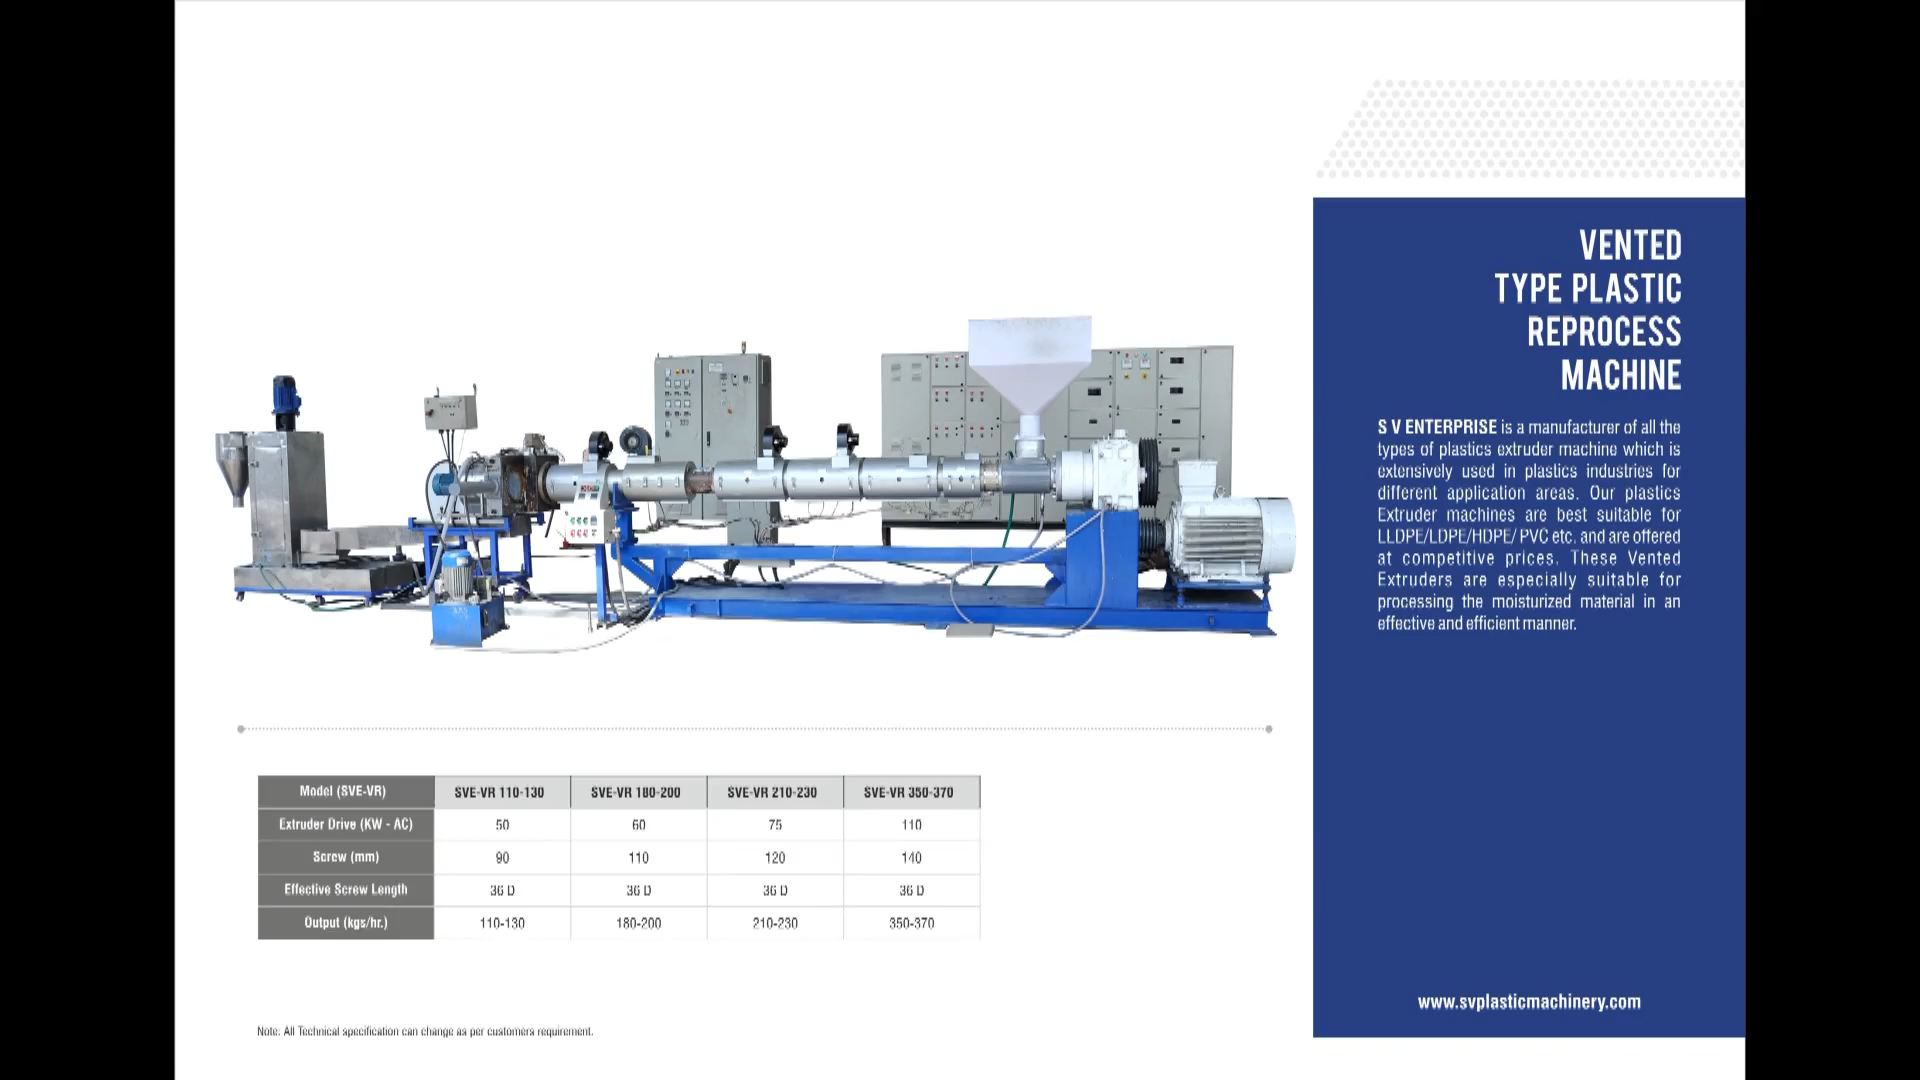 VENTED
TYPE PLASTIC
REPROCESS
MACHINE
S V ENTERPRISE is a manufacturer of all the
types of plastics extruder machine which is
extensively used in plastics industries for
different application areas. Our plastics
Extruder machines are best suitable for
LLDPE/LDPE/HDPE/ PVC etc. and are offered
at competitive prices. These Vented
Extruders are especially suitable for
processing the moisturized material in an
effective and efficient manner.
Model (SVE-VR) SVE-VR 110-130 SVE-VR 180-200 SVE-VR 210-230 SVE-VR 350-370
Extruder Drive (KW - AC) 50 60 75 110
Screw (mm) 90 110 120 140
Effective Screw Length 36 D 36 D 36 D 36 D
Output (kgs/hr.) 110-130 180-200 210-230 350-370
www.svplasticmachinery.com
Note: All Technical specification can change as per customers requirement.